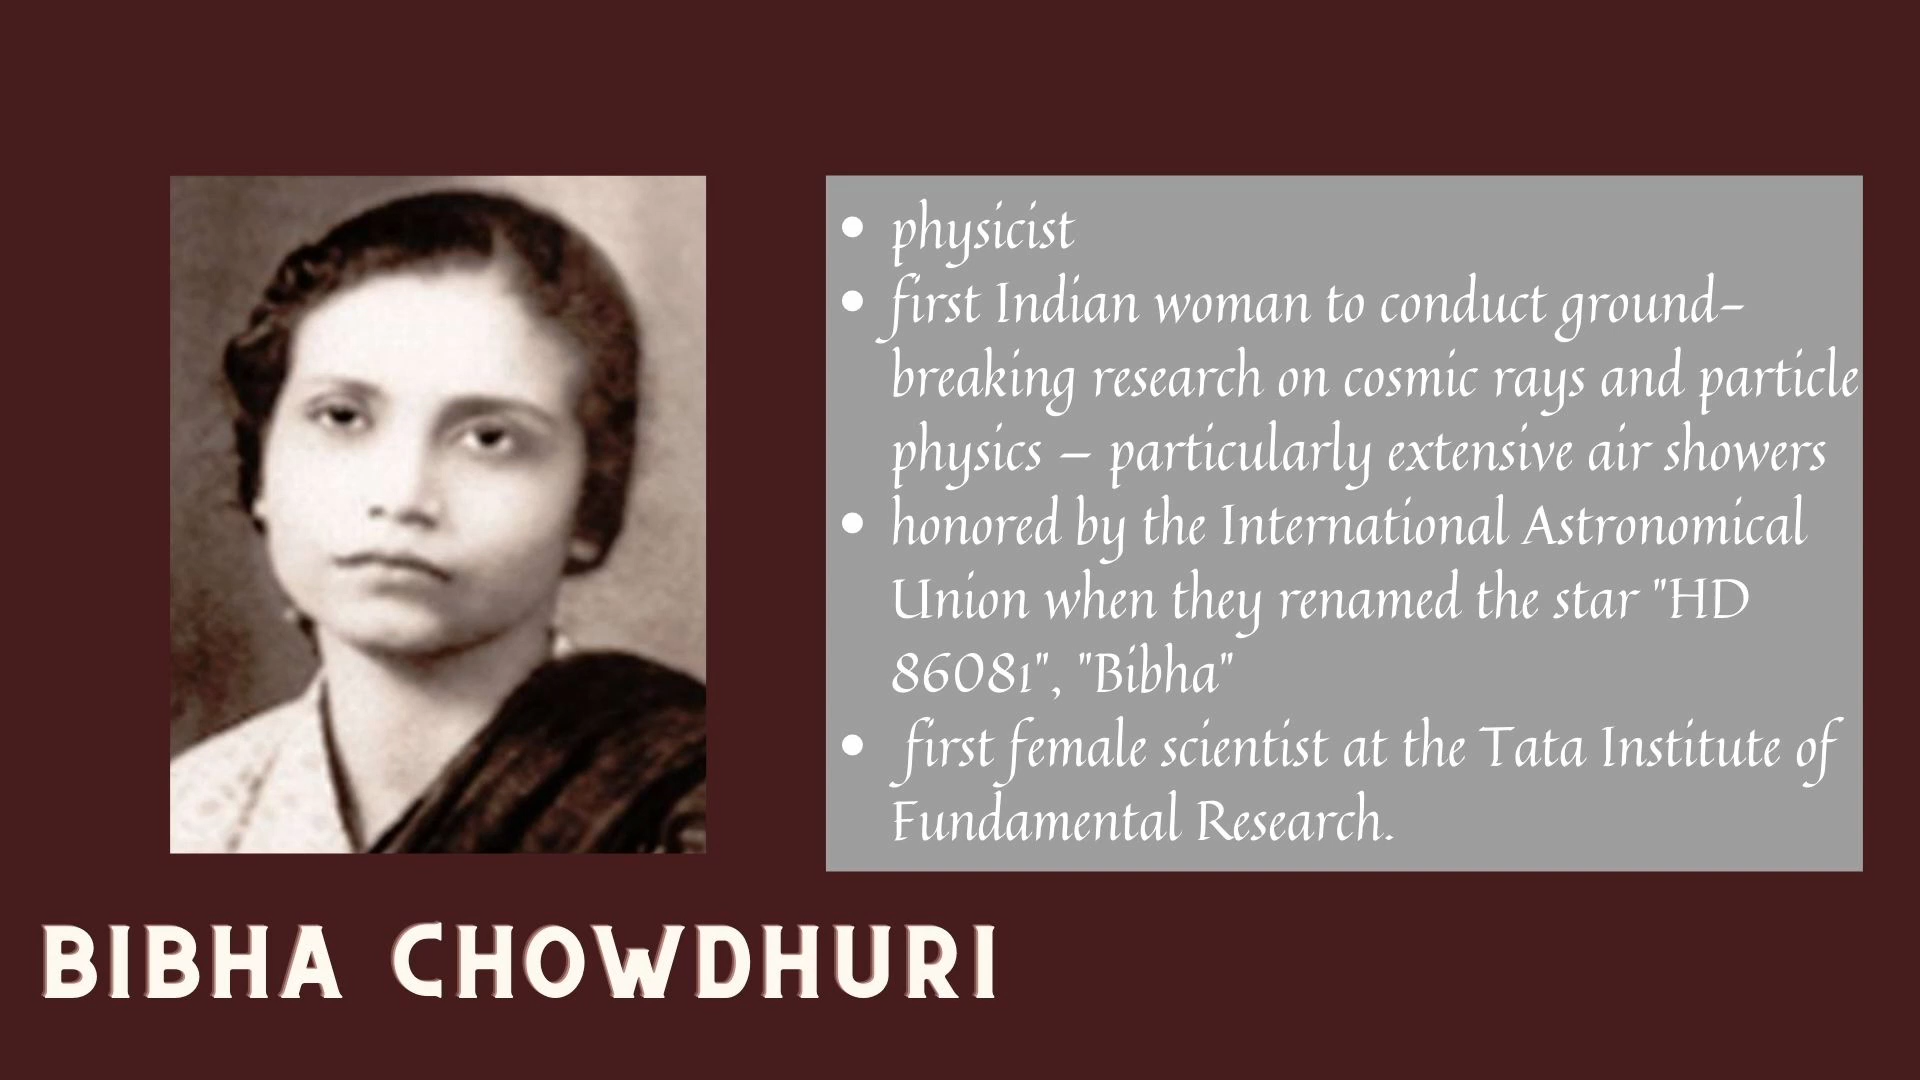 • physicist
• first Indian woman to conduct ground-
breaking research on cosmic rays and particle
physics – particularly extensive air showers
• honored by the International Astronomical
Union when they renamed the star "HD
86081", "Bibha"
• first female scientist at the Tata Institute of
Fundamental Research.
BIBHA CHOWDHURI